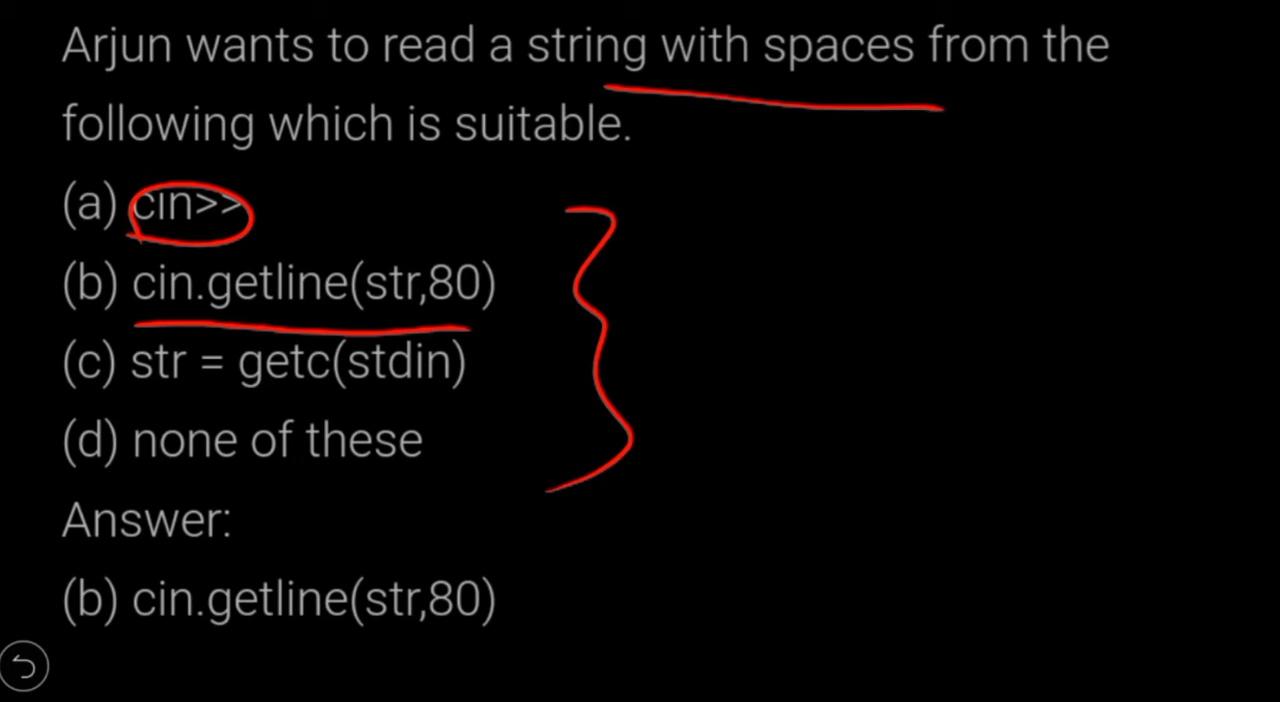 Arjun wants to read a string with spaces from the
following which is suitable.
(a) cin>>
(b) cin.getline(str,80)
(c) str = getc(stdin)
(d) none of these
Answer:
(b) cin.getline(str,80)